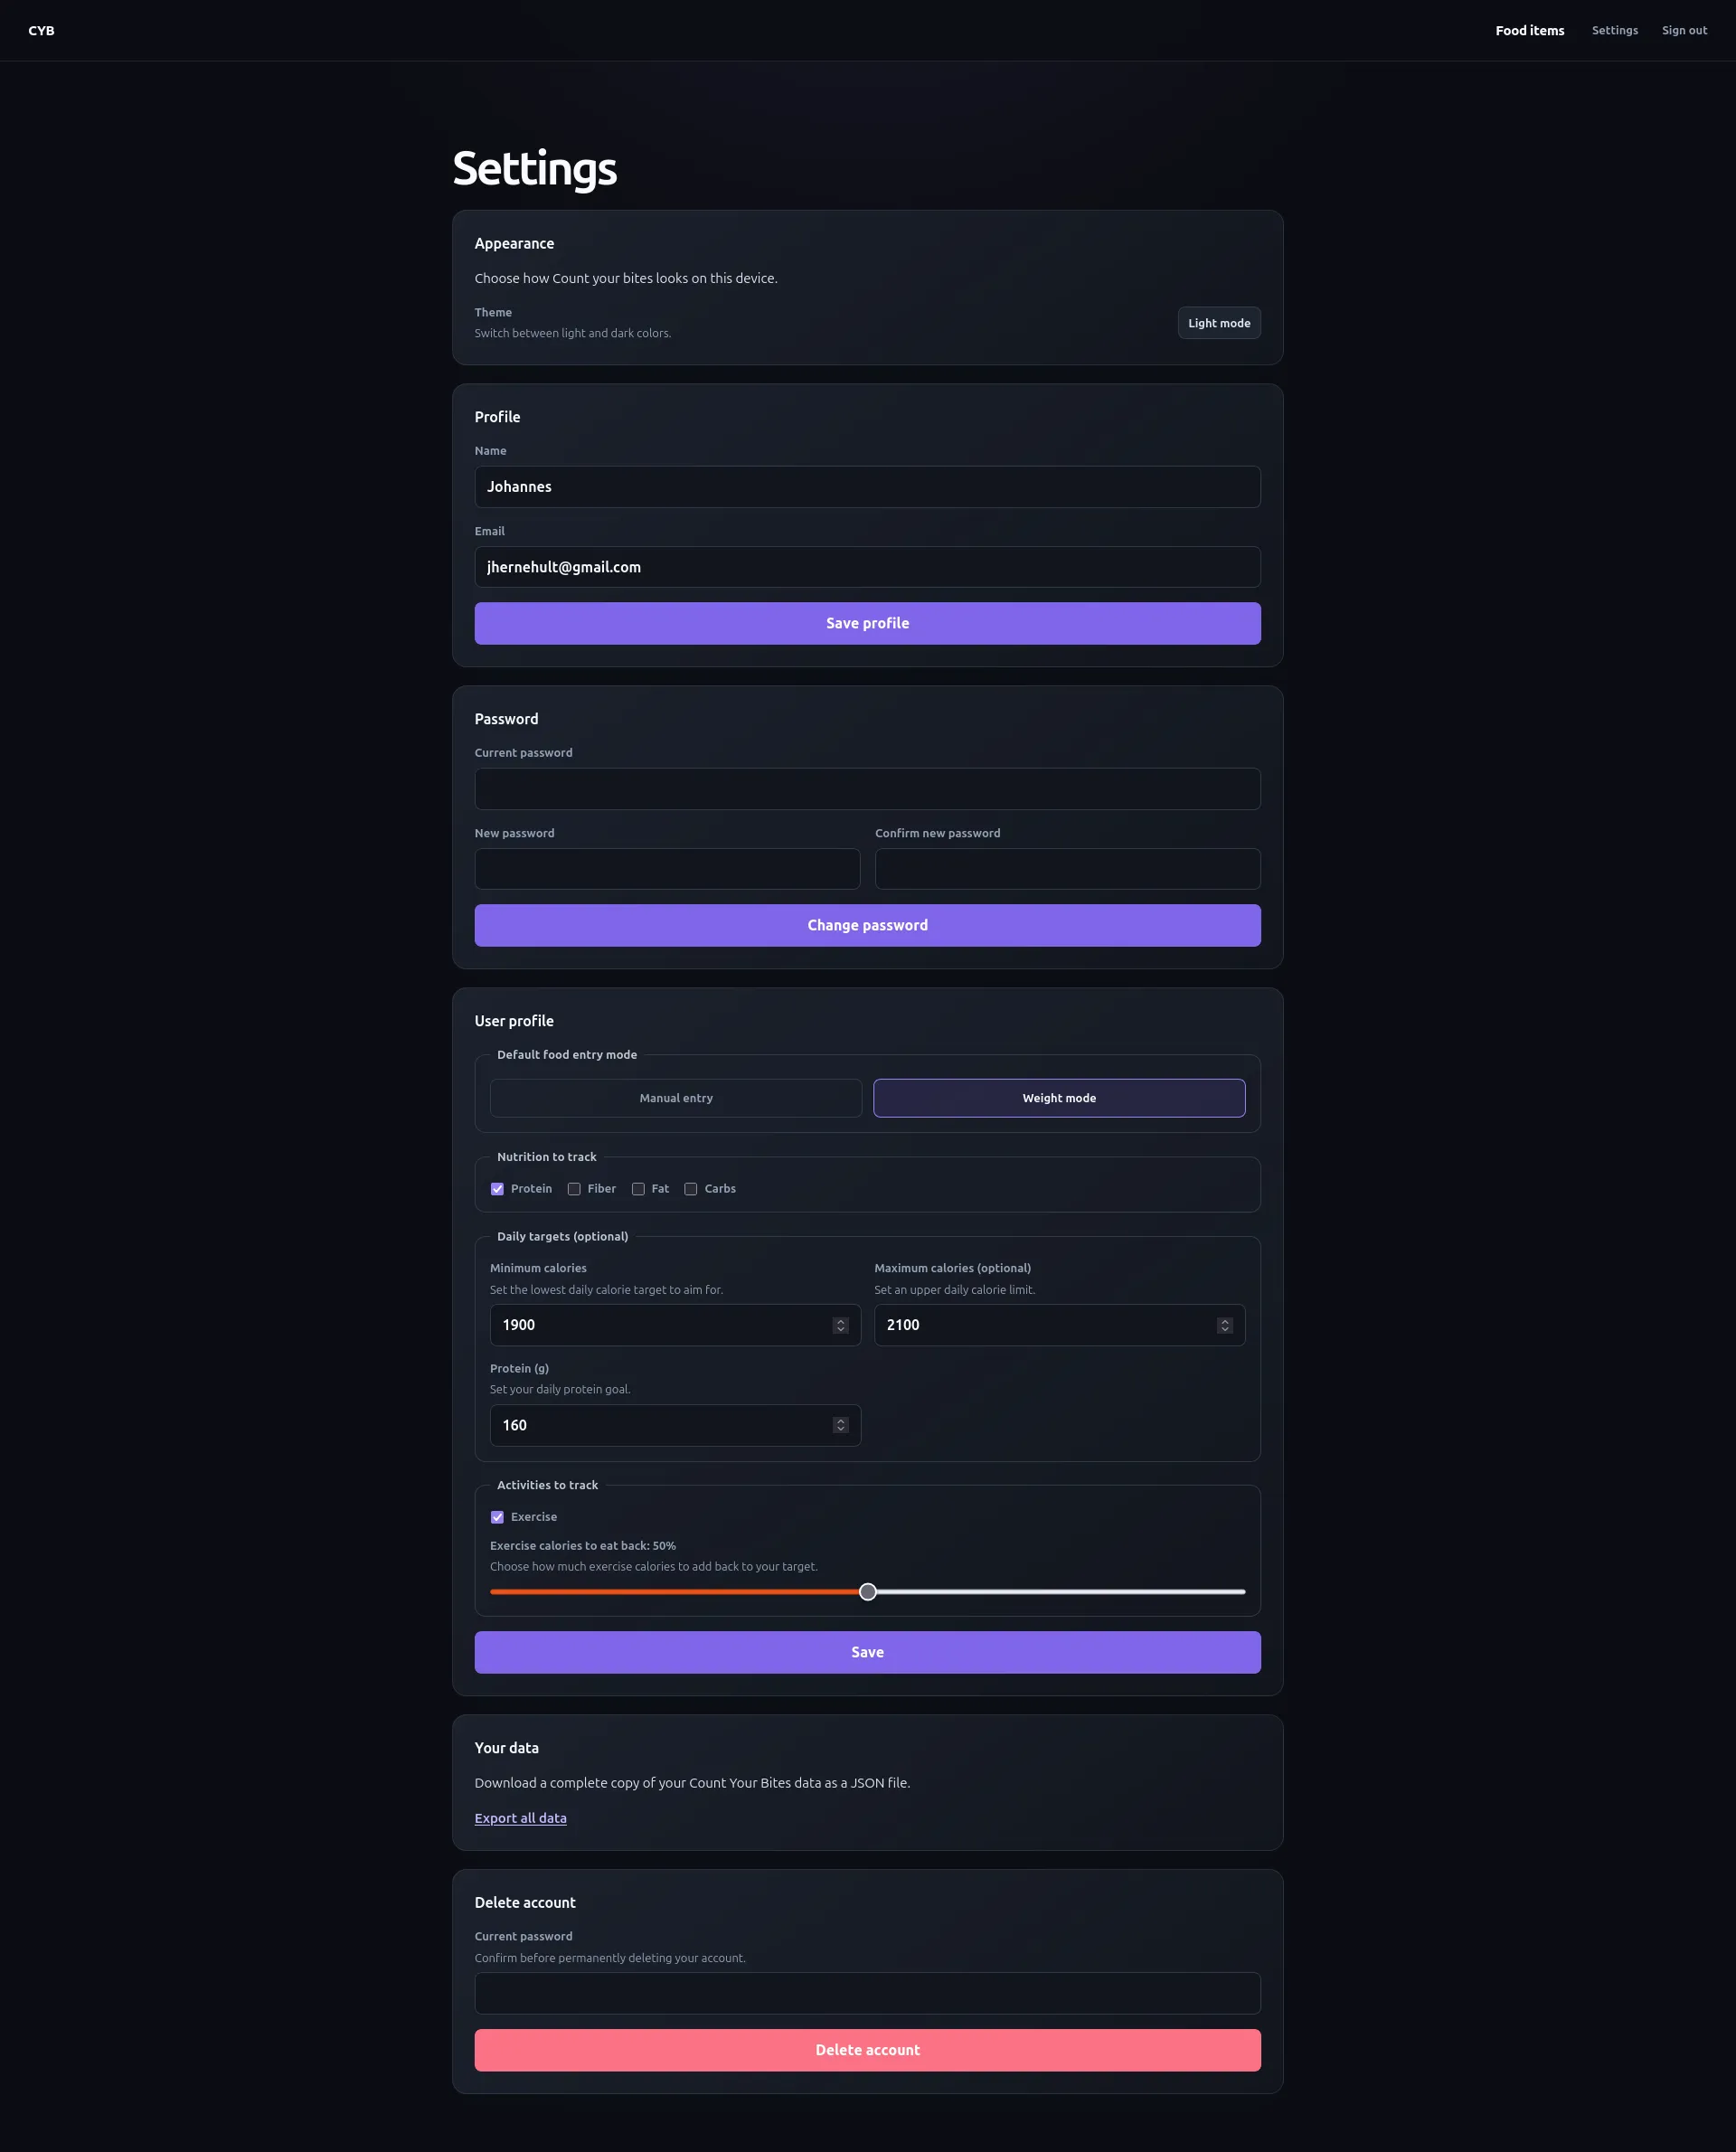 CYB
Food items
Settings
Sign out
Settings
Appearance
Choose how Count your bites looks on this device.
Theme
Switch between light and dark colors.
Light mode
Profile
Name
Johannes
Email
jhernehult@gmail.com
Save profile
Password
Current password
New password
Confirm new password
Change password
User profile
Default food entry mode
Manual entry
Weight mode
Nutrition to track
Protein
Fiber
Fat
Carbs
Daily targets (optional)
Minimum calories
Set the lowest daily calorie target to aim for.
1900
Maximum calories (optional)
Set an upper daily calorie limit.
2100
Protein (g)
Set your daily protein goal.
160
Activities to track
Exercise
Exercise calories to eat back: 50%
Choose how much exercise calories to add back to your target.
Save
Your data
Download a complete copy of your Count Your Bites data as a JSON file.
Export all data
Delete account
Current password
Confirm before permanently deleting your account.
Delete account